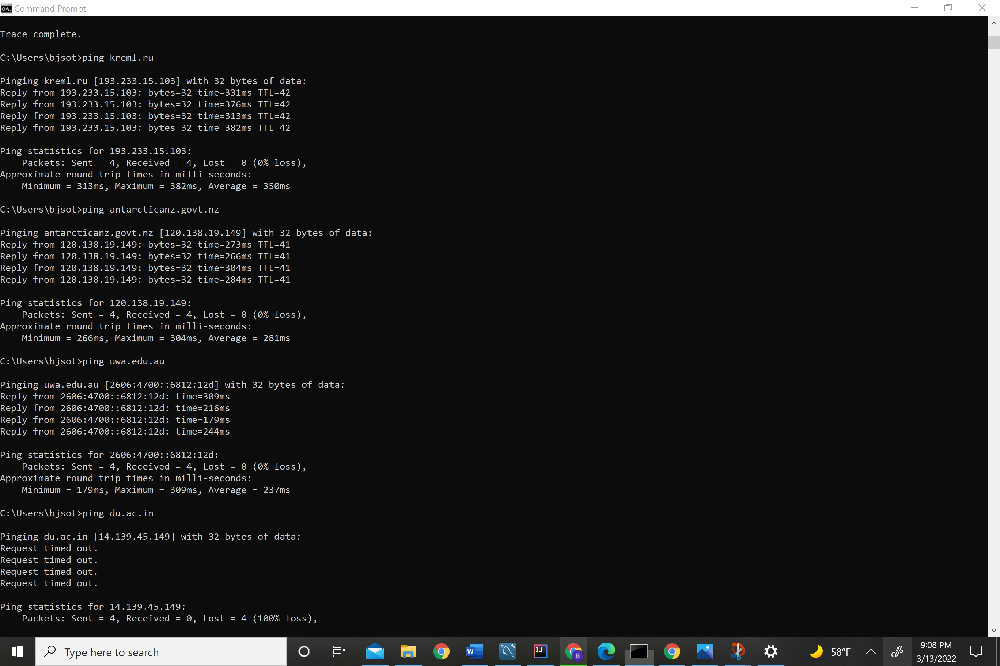 Command Prompt
Trace complete.
C:\Users\bjsot>ping kreml.ru
Pinging kreml.ru [193.233.15.103] with 32 bytes of data:
Reply from 193.233.15.103: bytes=32 time=331ms TTL=42
Reply from 193.233.15.103: bytes=32 time=376ms TTL=42
Reply from 193.233.15.103: bytes=32 time=313ms TTL=42
Reply from 193.233.15.103: bytes=32 time=382ms TTL=42
Ping statistics for 193.233.15.103:
    Packets: Sent = 4, Received = 4, Lost = 0 (0% loss),
Approximate round trip times in milli-seconds:
    Minimum = 313ms, Maximum = 382ms, Average = 350ms
C:\Users\bjsot>ping antarcticanz.govt.nz
Pinging antarcticanz.govt.nz [120.138.19.149] with 32 bytes of data:
Reply from 120.138.19.149: bytes=32 time=273ms TTL=41
Reply from 120.138.19.149: bytes=32 time=266ms TTL=41
Reply from 120.138.19.149: bytes=32 time=304ms TTL=41
Reply from 120.138.19.149: bytes=32 time=284ms TTL=41
Ping statistics for 120.138.19.149:
    Packets: Sent = 4, Received = 4, Lost = 0 (0% loss),
Approximate round trip times in milli-seconds:
    Minimum = 266ms, Maximum = 304ms, Average = 281ms
C:\Users\bjsot>ping uwa.edu.au
Pinging uwa.edu.au [2606:4700::6812:12d] with 32 bytes of data:
Reply from 2606:4700::6812:12d: time=309ms
Reply from 2606:4700::6812:12d: time=216ms
Reply from 2606:4700::6812:12d: time=179ms
Reply from 2606:4700::6812:12d: time=244ms
Ping statistics for 2606:4700::6812:12d:
    Packets: Sent = 4, Received = 4, Lost = 0 (0% loss),
Approximate round trip times in milli-seconds:
    Minimum = 179ms, Maximum = 309ms, Average = 237ms
C:\Users\bjsot>ping du.ac.in
Pinging du.ac.in [14.139.45.149] with 32 bytes of data:
Request timed out.
Request timed out.
Request timed out.
Request timed out.
Ping statistics for 14.139.45.149:
    Packets: Sent = 4, Received = 0, Lost = 4 (100% loss),
Type here to search
W
IJ
B
58°F
9:08 PM
3/13/2022